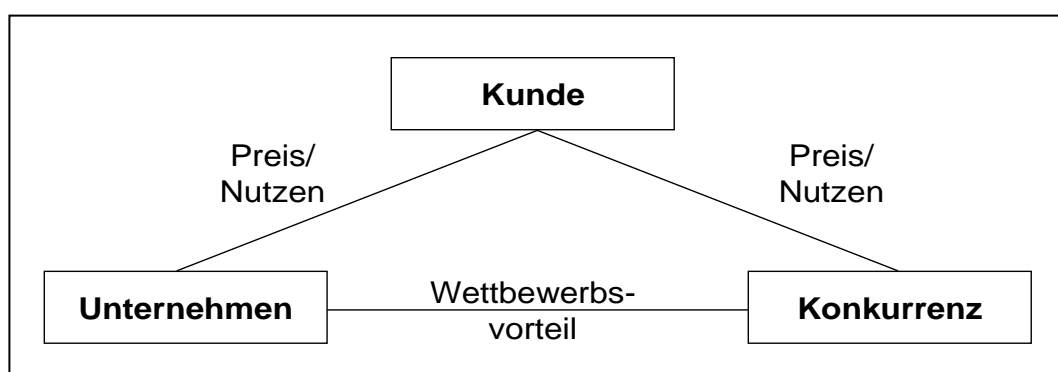 Kunde
Preis/
Nutzen
Preis/
Nutzen
Unternehmen
Wettbewerbs-
vorteil
Konkurrenz